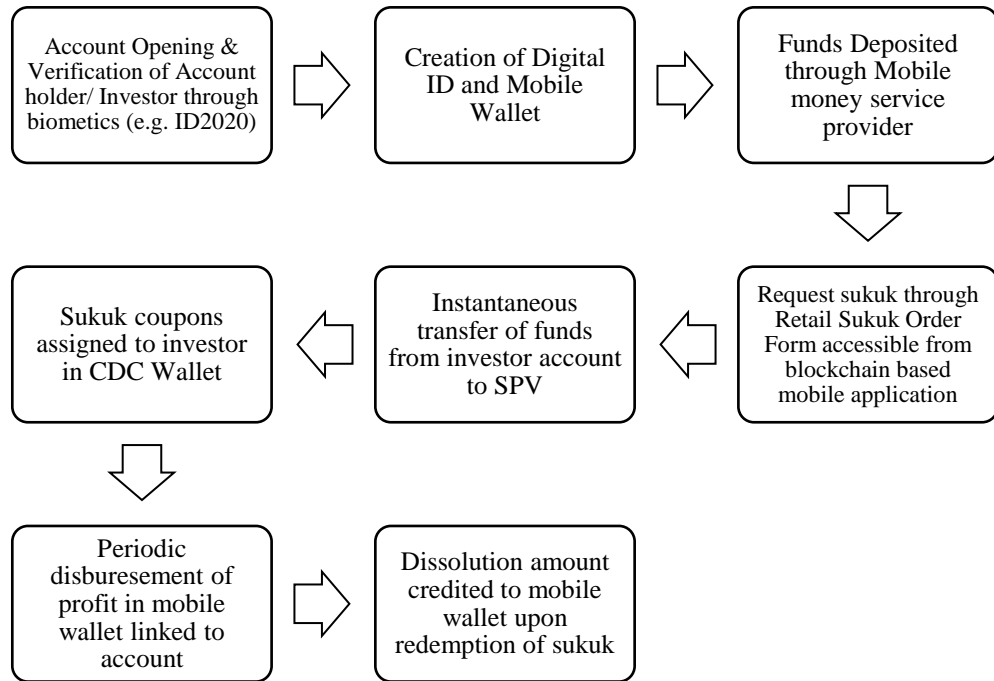 Account Opening &
Verification of Account
holder/ Investor through
biometics (e.g. ID2020)
Creation of Digital
ID and Mobile
Wallet
Funds Deposited
through Mobile
money service
provider
Request sukuk through
Retail Sukuk Order
Form accessible from
blockchain based
mobile application
Instantaneous
transfer of funds
from investor account
to SPV
Sukuk coupons
assigned to investor
in CDC Wallet
Periodic
disburesement of
profit in mobile
wallet linked to
account
Dissolution amount
credited to mobile
wallet upon
redemption of sukuk